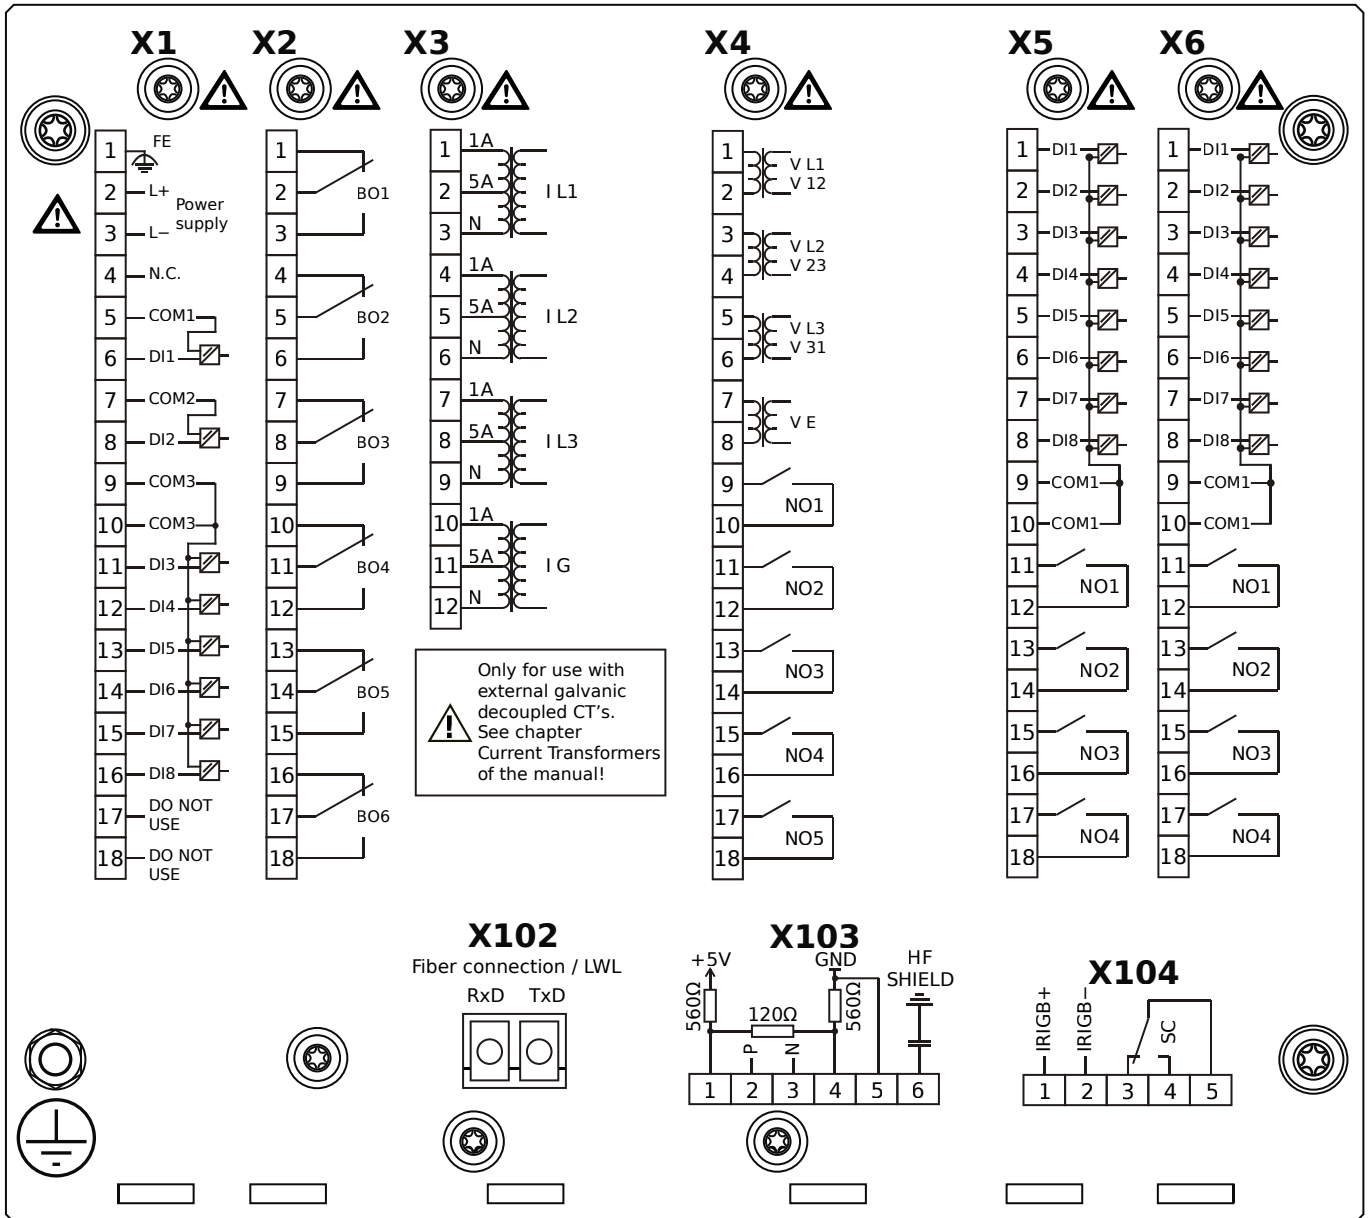 X1
X2
X3
X4
X5
X6
1 FE
2 L+
Power
supply
3 L−
4 N.C.
5 COM1
6 DI1
7 COM2
8 DI2
9 COM3
10 COM3
11 DI3
12 DI4
13 DI5
14 DI6
15 DI7
16 DI8
17 DO NOT
USE
18 DO NOT
USE
1
2 BO1
3
4
5 BO2
6
7
8 BO3
9
10
11 BO4
12
13
14 BO5
15
16
17 BO6
18
1 1A
2 5A I L1
3 N
4 1A
5 5A I L2
6 N
7 1A
8 5A I L3
9 N
10 1A
11 5A I G
12 N
Only for use with
external galvanic
decoupled CT's.
See chapter
Current Transformers
of the manual!
1 V L1
2 V 12
3 V L2
4 V 23
5 V L3
6 V 31
7
V E
8
9
NO1
10
11
NO2
12
13
NO3
14
15
NO4
16
17
NO5
18
1 DI1
2 DI2
3 DI3
4 DI4
5 DI5
6 DI6
7 DI7
8 DI8
9 COM1
10 COM1
11
NO1
12
13
NO2
14
15
NO3
16
17
NO4
18
1 DI1
2 DI2
3 DI3
4 DI4
5 DI5
6 DI6
7 DI7
8 DI8
9 COM1
10 COM1
11
NO1
12
13
NO2
14
15
NO3
16
17
NO4
18
X102
Fiber connection / LWL
RxD TxD
X103
+5V GND HF
SHIELD
560Ω 120Ω 560Ω
P N
1 2 3 4 5 6
X104
IRIGB+ IRIGB− SC
1 2 3 4 5